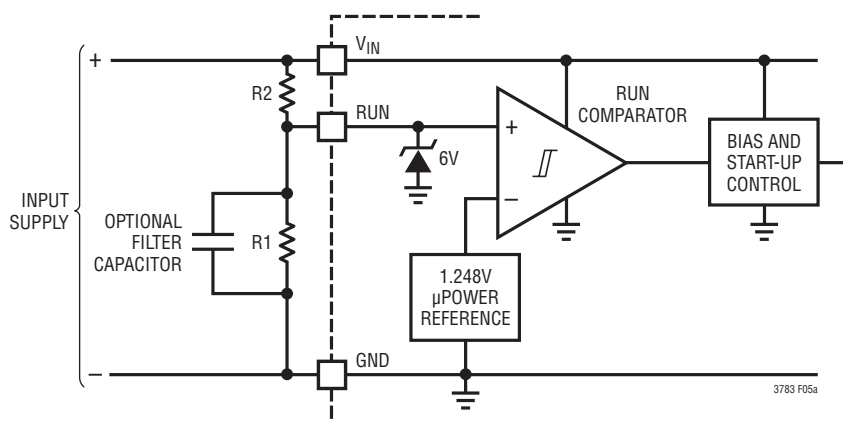 +
V_IN
R2
RUN
RUN
COMPARATOR
+
6V
BIAS AND
START-UP
CONTROL
INPUT
SUPPLY
OPTIONAL
FILTER
CAPACITOR
R1
–
1.248V
µPOWER
REFERENCE
–
GND
3783 F05a